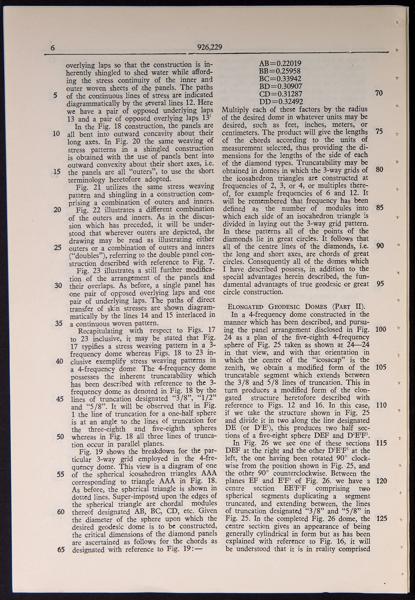 6
926,229
overlying laps so that the construction is in-
herently shingled to shed water while afford-
ing the stress continuity of the inner and
outer woven sheets of the panels. The paths
5 of the continuous lines of stress are indicated
diagrammatically by the several lines 12. Here
we have a pair of opposed underlying laps
13 and a pair of opposed overlying laps 13'
In the Fig. 18 construction, the panels are
10 all bent into outward concavity about their
long axes. In Fig. 20 the same weaving of
stress patterns in a shingled construction
is obtained with the use of panels bent into
outward convexity about their short axes, i.e.
15 the panels are all "outers", to use the short
terminology heretofore adopted.
Fig. 21 utilizes the same stress weaving
pattern and shingling in a construction com-
prising a combination of outers and inners.
20 Fig. 22 illustrates a different combination
of the outers and inners. As in the discus-
sion which has preceded, it will be under-
stood that wherever outers are depicted, the
drawing may be read as illustrating either
25 outers or a combination of outers and inners
("doublets"), referring to the double panel con-
struction described with reference to Fig. 7.
Fig. 23 illustrates a still further modifica-
tion of the arrangement of the panels and
30 their overlaps. As before, a single panel has
one pair of opposed overlying laps and one
pair of underlying laps. The paths of direct
transfer of skin stresses are shown diagram-
matically by the lines 14 and 15 interlaced in
35 a continuous woven pattern.
Recapitulating with respect to Figs. 17
to 23 inclusive, it may be stated that Fig.
17 typifies a stress weaving pattern in a 3-
frequency dome whereas Figs. 18 to 23 in-
40 clusive exemplify stress weaving patterns in
a 4-frequency dome The 4-frequency dome
possesses the inherent truncatability which
has been described with reference to the 3-
frequency dome as denoted in Fig. 18 by the
45 lines of truncation designated "3/8", "1/2"
and "5/8". It will be observed that in Fig.
1 the line of truncation for a one-half sphere
is at an angle to the lines of truncation for
the three-eighth and five-eighth spheres
50 whereas in Fig. 18 all three lines of trunca-
tion occur in parallel planes.
Fig. 19 shows the breakdown for the par-
ticular 3-way grid employed in the 4-fre-
quency dome. This view is a diagram of one
55 of the spherical icosahedron triangles AAA
corresponding to triangle AAA in Fig. 18.
As before, the spherical triangle is shown in
dotted lines. Super-imposed upon the edges of
the spherical triangle are chordal modules
60 thereof designated AB, BC, CD, etc. Given
the diameter of the sphere upon which the
desired geodesic dome is to be constructed,
the critical dimensions of the diamond panels
are ascertained as follows for the chords as
65 designated with reference to Fig. 19:—
AB=0.22019
BB=0.25958
BC=0.33942
BD=0.30907
CD=0.31287 70
DD=0.32492
Multiply each of these factors by the radius
of the desired dome in whatever units may be
desired, such as feet, inches, meters, or
centimeters. The product will give the lengths 75
of the chords according to the units of
measurement selected, thus providing the di-
mensions for the lengths of the side of each
of the diamond types. Truncatability may be
obtained in domes in which the 3-way grids of 80
the icosahedron triangles are constructed at
frequencies of 2, 3, or 4, or multiples there-
of, for example frequencies of 6 and 12. It
will be remembered that frequency has been
defined as the number of modules into 85
which each side of an icosahedron triangle is
divided in laying out the 3-way grid pattern.
In these patterns all of the points of the
diamonds lie in great circles. It follows that
all of the centre lines of the diamonds, i.e. 90
the long and short axes, are chords of great
circles. Consequently all of the domes which
I have described possess, in addition to the
special advantages herein described, the fun-
damental advantages of true geodesic or great 95
circle construction.
ELONGATED GEODESIC DOMES (PART II).
In a 4-frequency dome constructed in the
manner which has been described, and pursu-
ing the panel arrangement disclosed in Fig. 100
24 as a plan of the five-eighth 4-frequency
sphere of Fig. 25 taken as shown at 24—24
in that view, and with that orientation in
which the centre of the "icosacap" is the
zenith, we obtain a modified form of the 105
truncatable segment which extends between
the 3/8 and 5/8 lines of truncation. This in
turn produces a modified form of the elon-
gated structure heretofore described with
reference to Figs. 12 and 16. In this case, 110
if we take the structure shown in Fig. 25
and divide it in two along the line designated
DE (or D'E'), this produces two half sec-
tions of a five-eight sphere DEF and D'E'F'.
In Fig. 26 we see one of these sections 115
DEF at the right and the other D'E'F' at the
left, the one having been rotated 90° clock-
wise from the position shown in Fig. 25, and
the other 90° counterclockwise. Between the
planes EF and E'F' of Fig. 26, we have a 120
centre section EE'F'F comprising two
spherical segments duplicating a segment
truncated, and extending between, the lines
of truncation designated "3/8" and "5/8" in
Fig. 25. In the completed Fig. 26 dome, the 125
centre section gives an appearance of being
generally cylindrical in form but as has been
explained with reference to Fig. 16, it will
be understood that it is in reality comprised